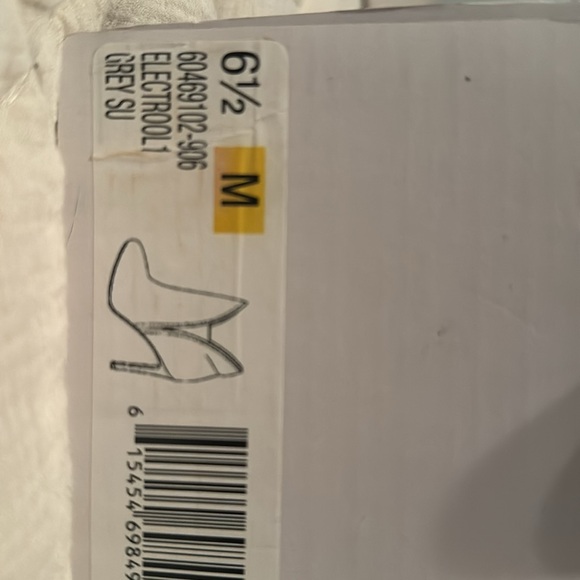 6½
M
60469102-906
ELECTROOL1
GREY SU
6 15454 69849